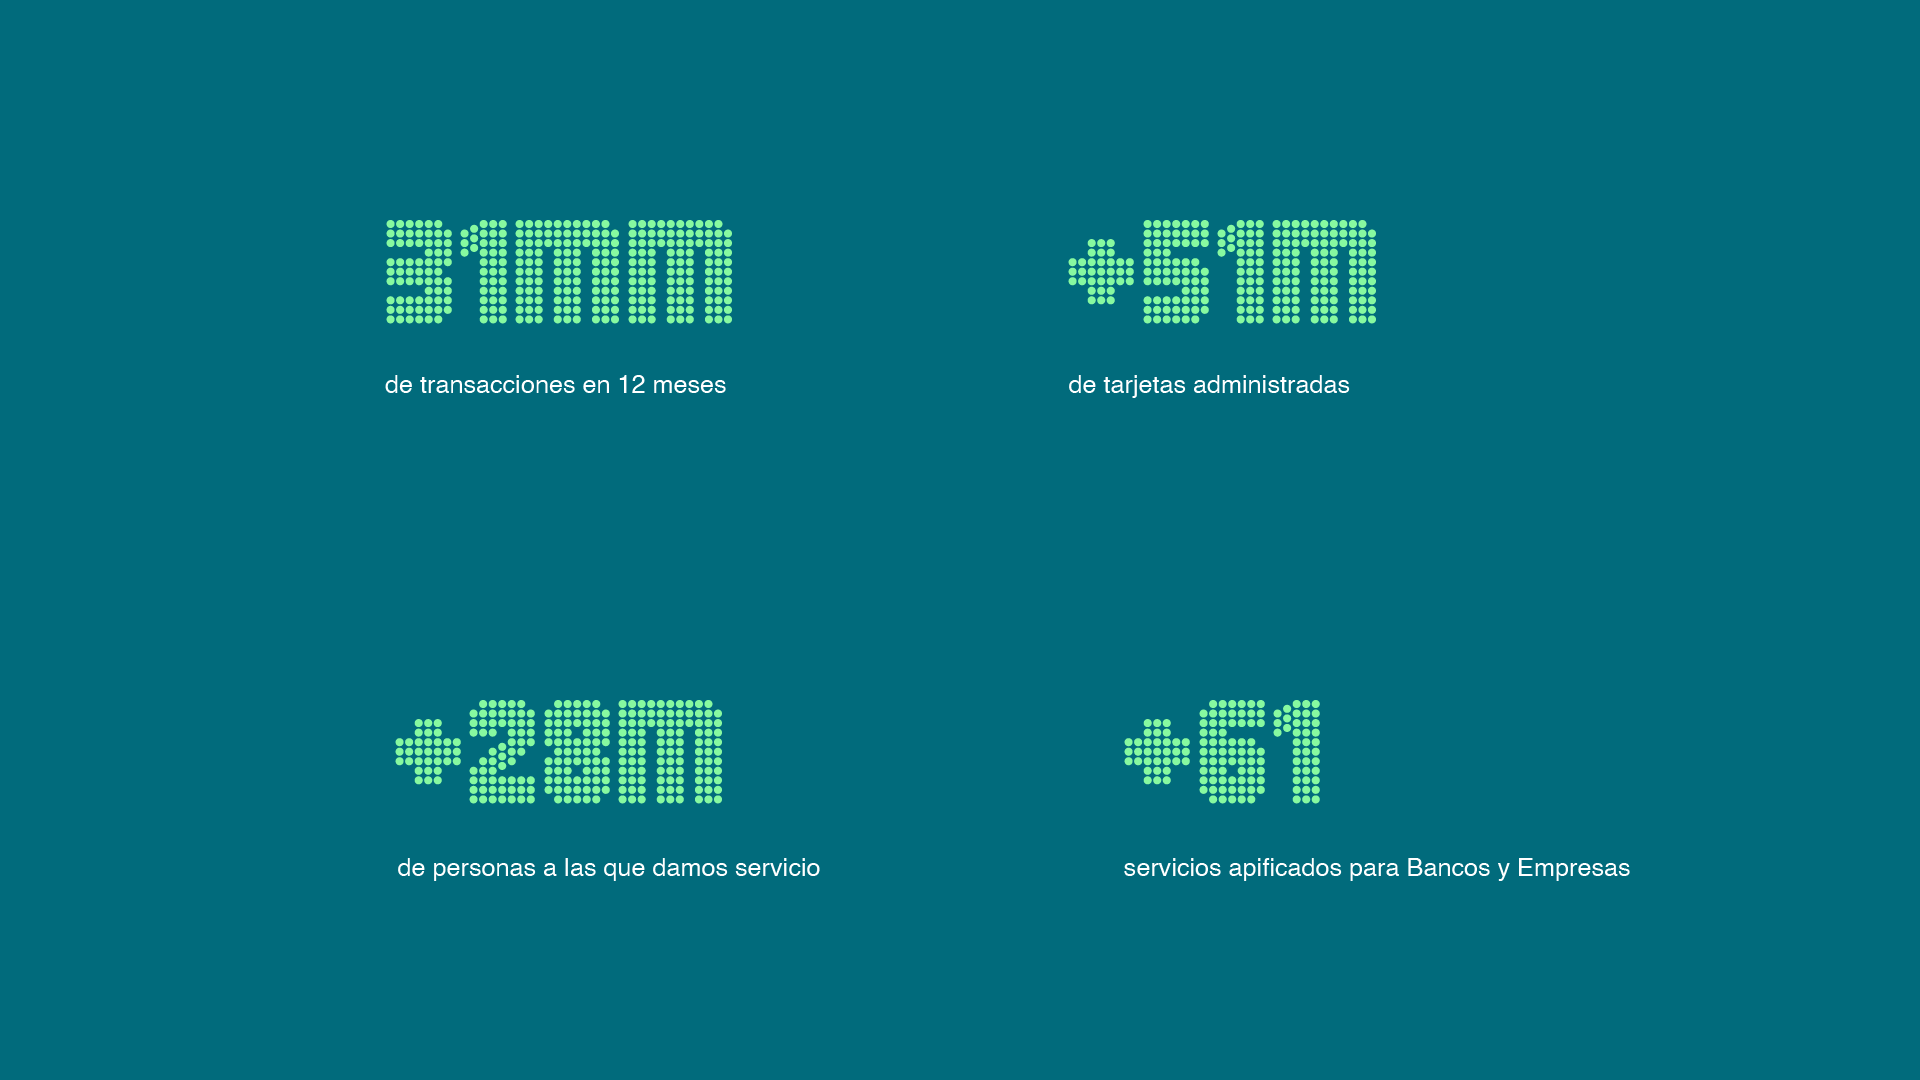 31MM
de transacciones en 12 meses
+51M
de tarjetas administradas
+28M
de personas a las que damos servicio
+61
servicios apificados para Bancos y Empresas